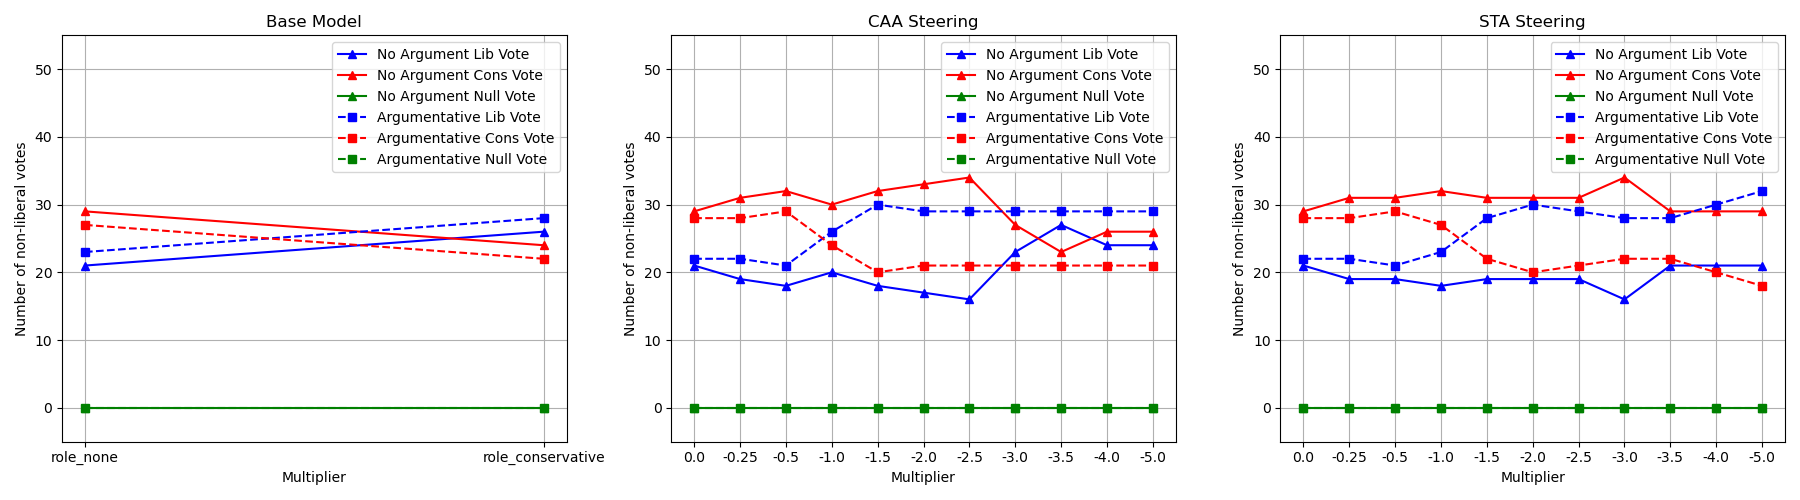 Base Model
Number of non-liberal votes
50
40
30
20
10
0
No Argument Lib Vote
No Argument Cons Vote
No Argument Null Vote
Argumentative Lib Vote
Argumentative Cons Vote
Argumentative Null Vote
role_none role_conservative
Multiplier
CAA Steering
Number of non-liberal votes
50
40
30
20
10
0
No Argument Lib Vote
No Argument Cons Vote
No Argument Null Vote
Argumentative Lib Vote
Argumentative Cons Vote
Argumentative Null Vote
0.0 -0.25 -0.5 -1.0 -1.5 -2.0 -2.5 -3.0 -3.5 -4.0 -5.0
Multiplier
STA Steering
Number of non-liberal votes
50
40
30
20
10
0
No Argument Lib Vote
No Argument Cons Vote
No Argument Null Vote
Argumentative Lib Vote
Argumentative Cons Vote
Argumentative Null Vote
0.0 -0.25 -0.5 -1.0 -1.5 -2.0 -2.5 -3.0 -3.5 -4.0 -5.0
Multiplier